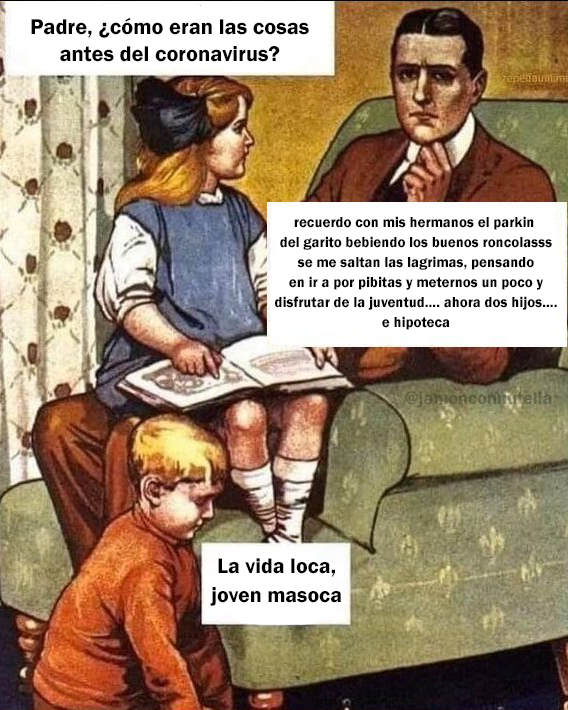 Padre, ¿cómo eran las cosas
antes del coronavirus?
recuerdo con mis hermanos el parkin
del garito bebiendo los buenos roncolasss
se me saltan las lagrimas, pensando
en ir a por pibitas y meternos un poco y
disfrutar de la juventud.... ahora dos hijos....
e hipoteca
@jamonconnutella
La vida loca,
joven masoca